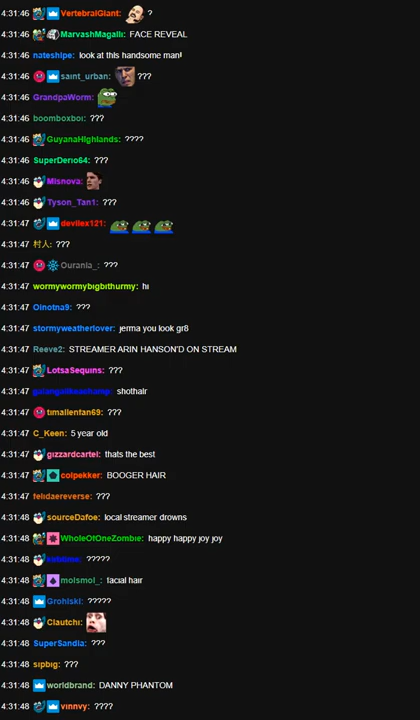 4:31:46 VertebralGiant: ?
4:31:46 MarvashMagalli: FACE REVEAL
4:31:46 nateshipe: look at this handsome man!
4:31:46 saint_urban: ???
4:31:46 GrandpaWorm:
4:31:46 boomboxboi: ???
4:31:46 GuyanaHighlands: ????
4:31:46 SuperDerio64: ???
4:31:46 Misnova:
4:31:46 Tyson_Tan1: ???
4:31:47 devilex121:
4:31:47 村人: ???
4:31:47 Ourania_: ???
4:31:47 wormywormybigbithurmy: hi
4:31:47 Olnotna9: ???
4:31:47 stormyweatherlover: jerma you look gr8
4:31:47 Reeve2: STREAMER ARIN HANSON'D ON STREAM
4:31:47 LotsaSequins: ???
4:31:47 shothair
4:31:47 timallenfan69: ???
4:31:47 C_Keen: 5 year old
4:31:47 gizzardcartel: thats the best
4:31:47 colpekker: BOOGER HAIR
4:31:47 felidaereverse: ???
4:31:48 sourceDafoe: local streamer drowns
4:31:48 WholeOfOneZombie: happy happy joy joy
4:31:48 ?????
4:31:48 moismol_: facial hair
4:31:48 Grohlski: ?????
4:31:48 Clautchi:
4:31:48 SuperSandia: ???
4:31:48 sipbig: ???
4:31:48 worldbrand: DANNY PHANTOM
4:31:48 vinnvy: ????